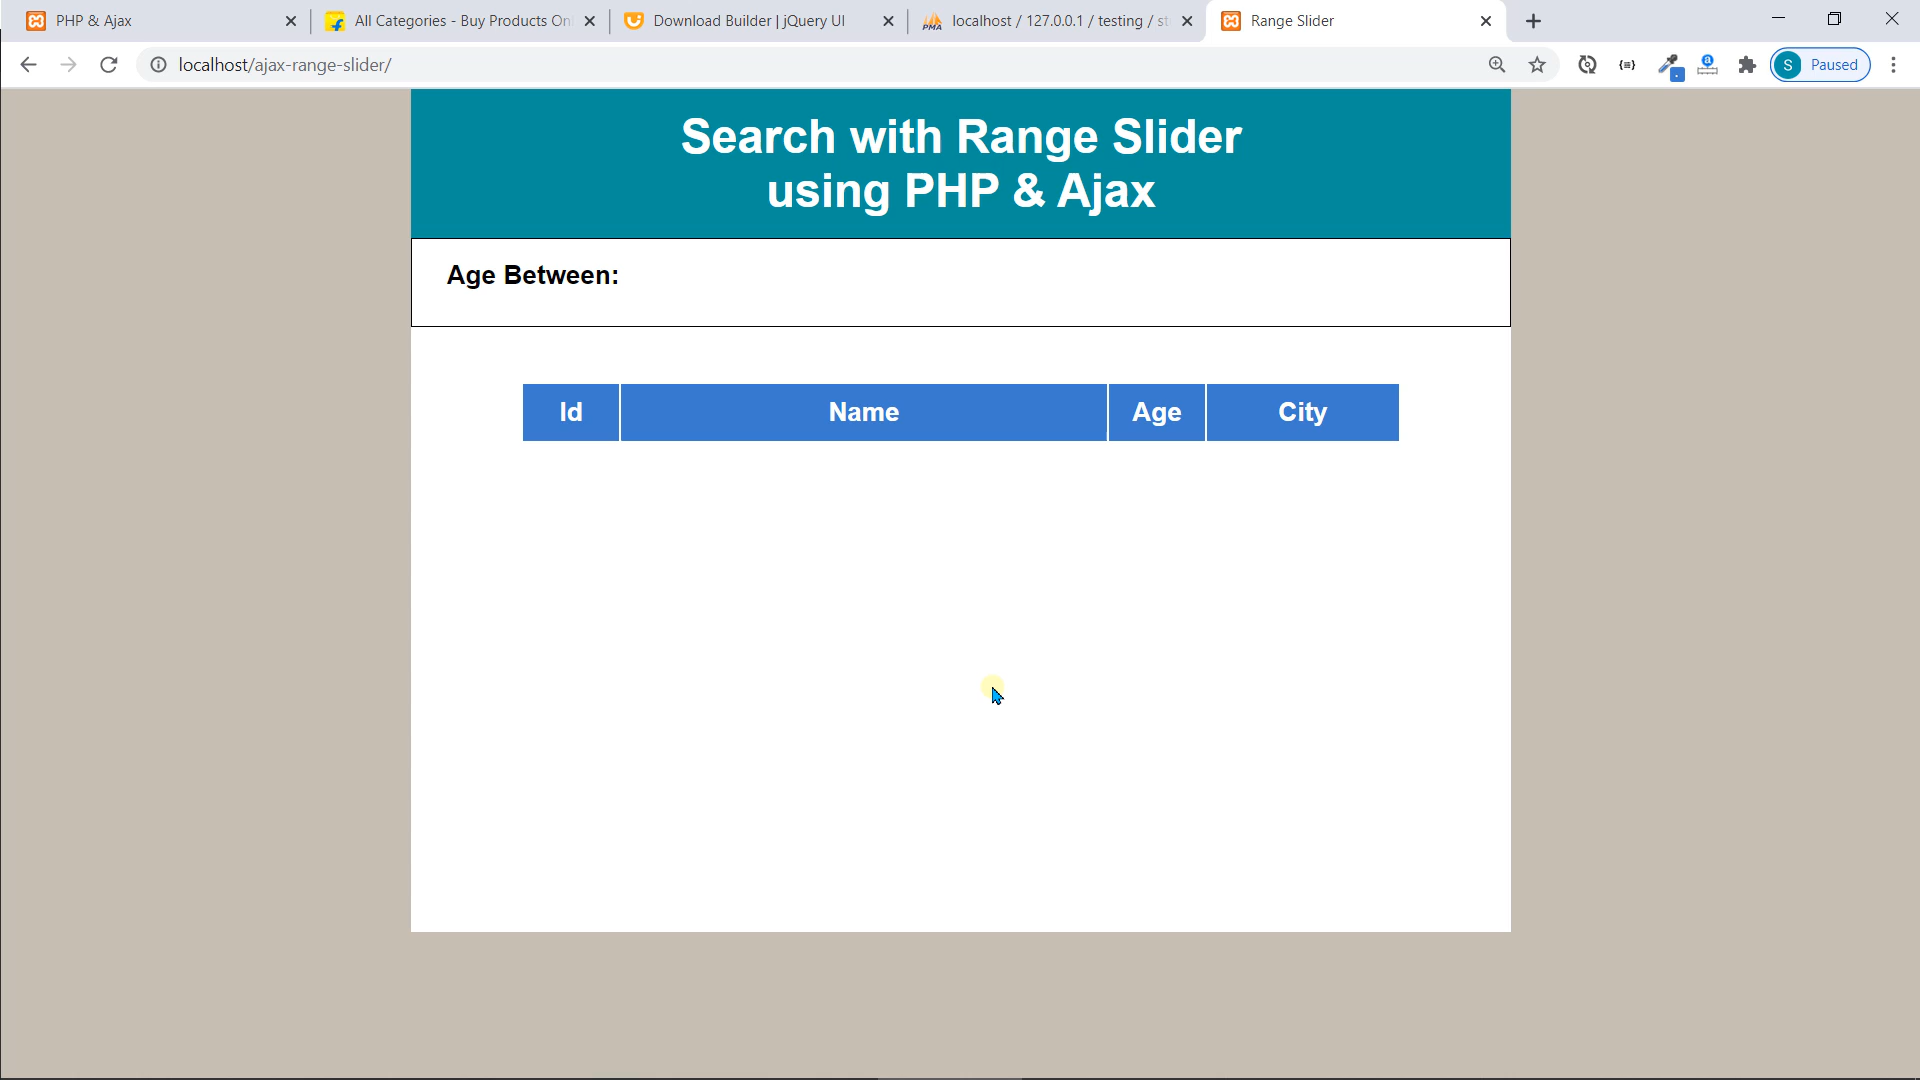 PHP & Ajax
All Categories - Buy Products On
Download Builder | jQuery UI
localhost / 127.0.0.1 / testing / st
Range Slider
localhost/ajax-range-slider/
S
Paused
Search with Range Slider
using PHP & Ajax
Age Between:
Id
Name
Age
City